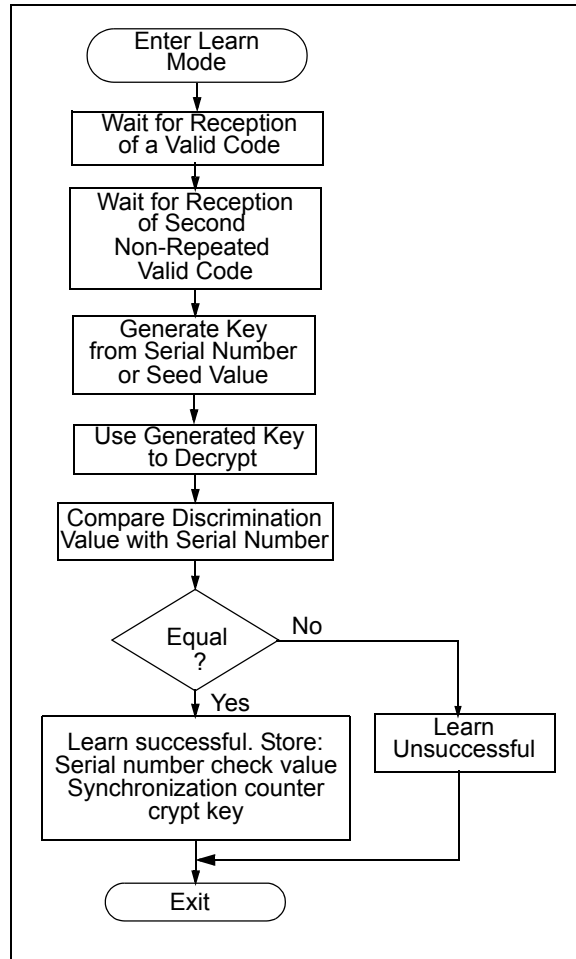 Enter Learn
Mode
Wait for Reception
of a Valid Code
Wait for Reception
of Second
Non-Repeated
Valid Code
Generate Key
from Serial Number
or Seed Value
Use Generated Key
to Decrypt
Compare Discrimination
Value with Serial Number
Equal
?
No
Yes
Learn successful. Store:
Serial number check value
Synchronization counter
crypt key
Learn
Unsuccessful
Exit